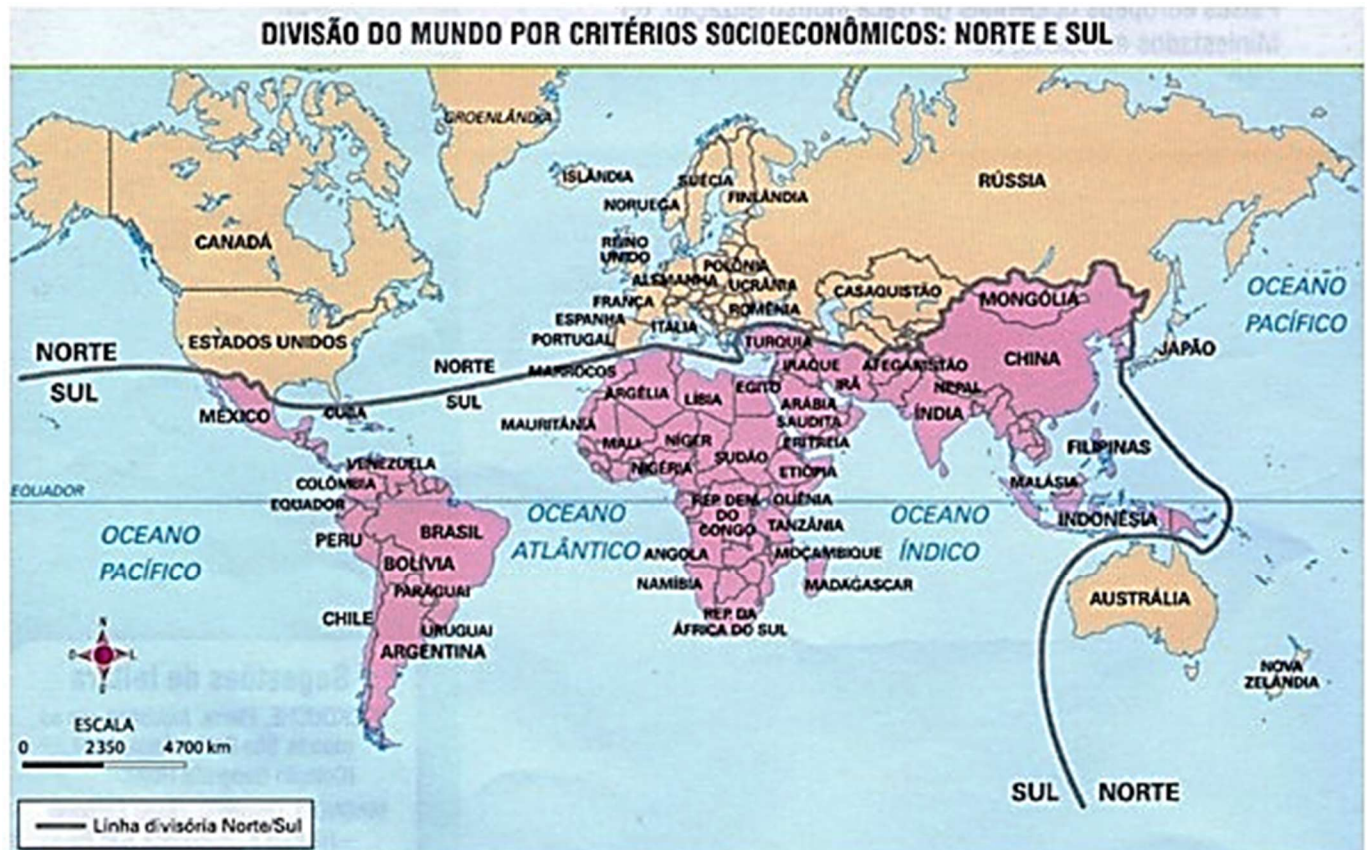 DIVISÃO DO MUNDO POR CRITÉRIOS SOCIOECONÔMICOS: NORTE E SUL
GROENLÂNDIA
ISLÂNDIA
SUÉCIA
FINLÂNDIA
NORUEGA
RÚSSIA
CANADÁ
REINO
UNIDO
POLÔNIA
ALEMANHA
UCRÂNIA
CASAQUISTÃO
FRANÇA
ROMÊNIA
MONGÓLIA
OCEANO
PACÍFICO
ESPANHA
ITÁLIA
PORTUGAL
TURQUIA
ESTADOS UNIDOS
JAPÃO
NORTE
SUL
NORTE
SUL
MARROCOS
IRAQUE
AFEGANISTÃO
CHINA
ARGÉLIA
LÍBIA
EGITO
IRÃ
NEPAL
MÉXICO
CUBA
ARÁBIA
SAUDITA
ÍNDIA
MAURITÂNIA
MALI
NÍGER
SUDÃO
ERITREIA
FILIPINAS
VENEZUELA
NIGÉRIA
ETIÓPIA
COLÔMBIA
MALÁSIA
EQUADOR
EQUADOR
REP. DEM.
DO
CONGO
QUÊNIA
OCEANO
PACÍFICO
PERU
BRASIL
OCEANO
ATLÂNTICO
TANZÂNIA
OCEANO
ÍNDICO
INDONÉSIA
BOLÍVIA
ANGOLA
MOÇAMBIQUE
PARAGUAI
NAMÍBIA
MADAGASCAR
AUSTRÁLIA
CHILE
URUGUAI
REP. DA
ÁFRICA DO SUL
ARGENTINA
NOVA
ZELÂNDIA
N
ESCALA
0 2350 4700 km
SUL
NORTE
Linha divisória Norte/Sul